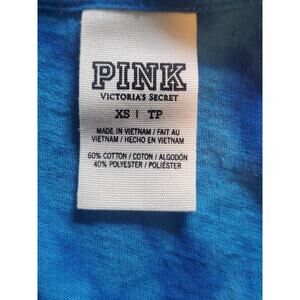 PINK
VICTORIA'S SECRET
XS | TP
MADE IN VIETNAM / FAIT AU
VIETNAM / HECHO EN VIETNAM
60% COTTON / COTON / ALGODÓN
40% POLYESTER / POLIÉSTER